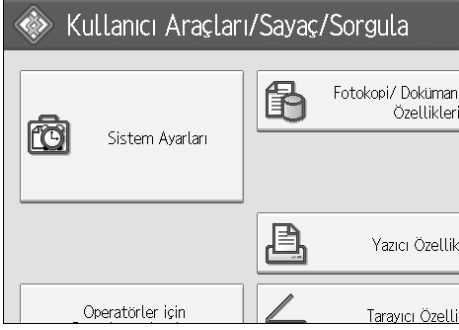 Kullanıcı Araçları/Sayaç/Sorgula
Sistem Ayarları
Fotokopi/ Doküman
Özellikleri
Yazıcı Özellik
Operatörler için
Tarayıcı Özelli